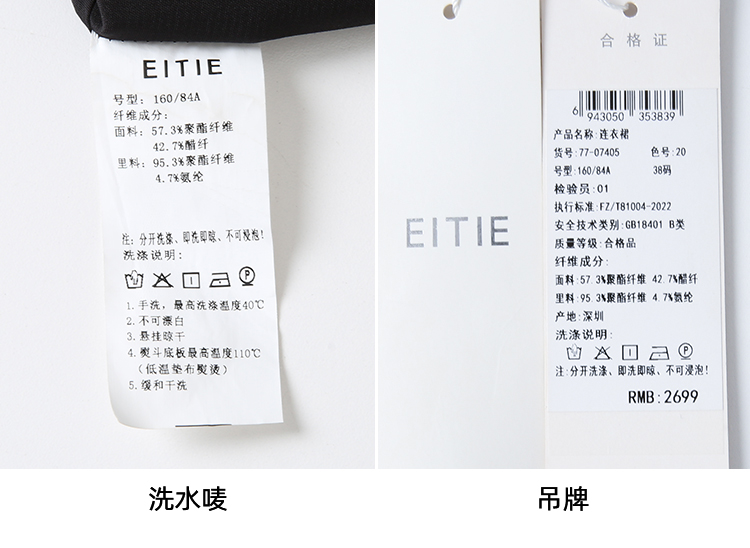 EITIE
号型: 160/84A
纤维成分:
面料: 57.3%聚酯纤维
42.7%醋纤
里料: 95.3%聚酯纤维
4.7%氨纶
注: 分开洗涤、即洗即晾、不可浸泡!
洗涤说明:
1.手洗,最高洗涤温度40℃
2.不可漂白
3.悬挂晾干
4.熨斗底板最高温度110℃
(低温垫布熨烫)
5.缓和干洗
洗水唛
EITIE
合格证
6 943050 353839
产品名称:连衣裙
货号:77-07405 色号:20
号型:160/84A 38码
检验员:01
执行标准:FZ/T81004-2022
安全技术类别:GB18401 B类
质量等级:合格品
纤维成分:
面料:57.3%聚酯纤维 42.7%醋纤
里料:95.3%聚酯纤维 4.7%氨纶
产地:深圳
洗涤说明:
注:分开洗涤、即洗即晾、不可浸泡!
RMB:2699
吊牌